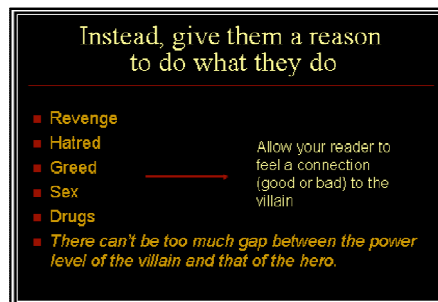 Instead, give them a reason
to do what they do
Revenge
Hatred
Greed
Sex
Drugs
Allow your reader to
feel a connection
(good or bad) to the
villain
There can't be too much gap between the power
level of the villain and that of the hero.